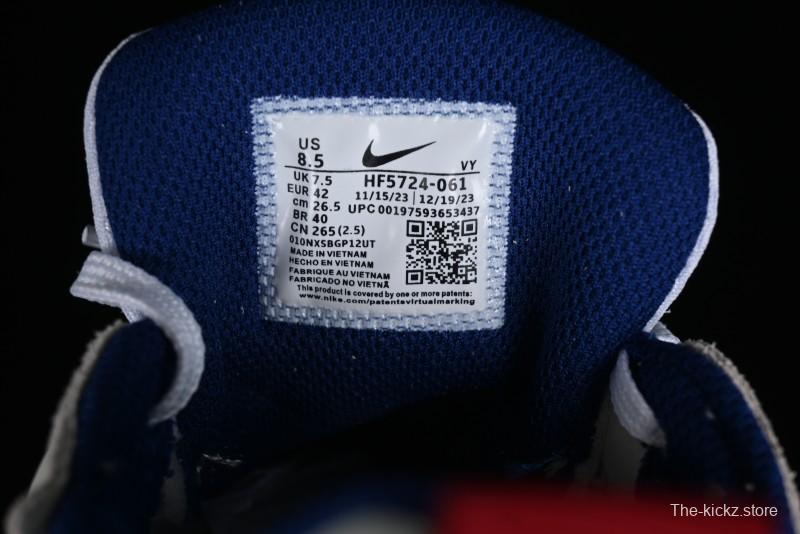 US
8.5
VY
UK 7.5
HF5724-061
EUR 42
11/15/23 | 12/19/23
cm 26.5
UPC 00197593653437
BR 40
CN 265 (2.5)
010NXSBGP12UT
MADE IN VIETNAM
HECHO EN VIETNAM
FABRIQUE AU VIETNAM
FABRICADO NO VIETNÃ
This product is covered by one or more patents:
www.nike.com/patentsvirtualmarking
The-kickz.store